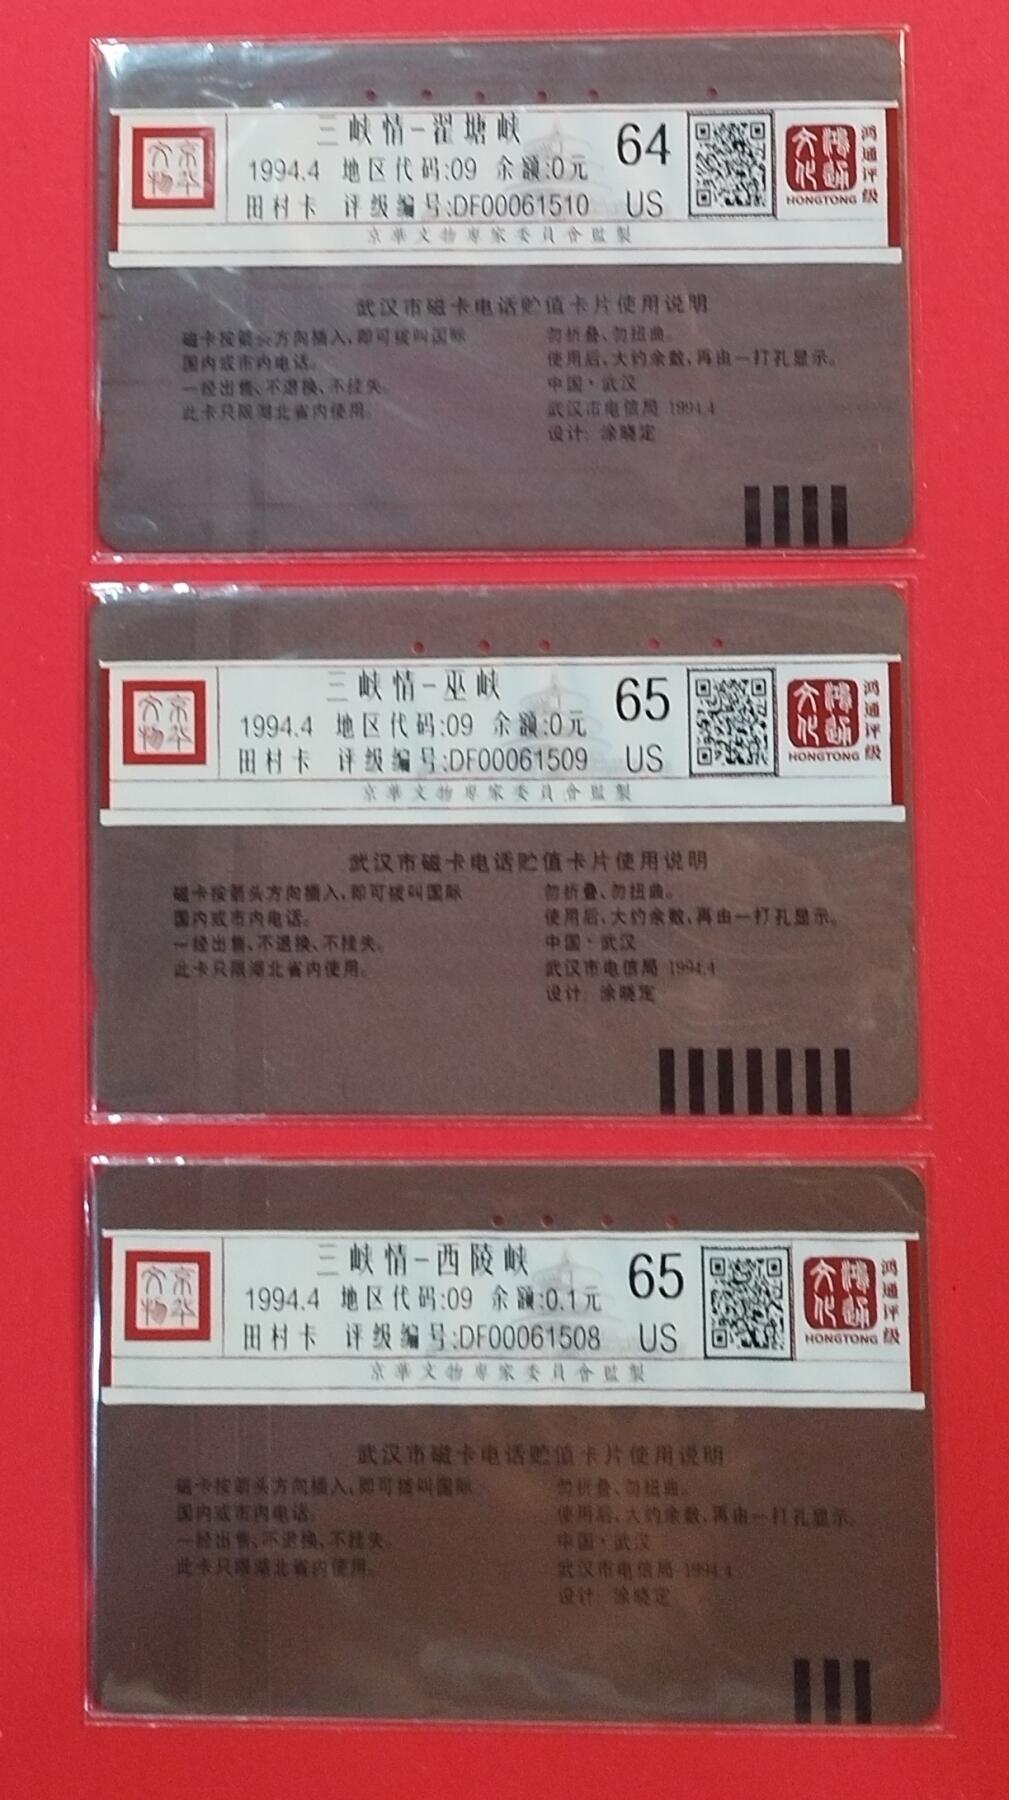 三峡情-瞿塘峡
64
1994.4 地区代码:09 余额:0元
田村卡 评级编号:DF00061510 US
京华文物
鸿通文化
HONGTONG
鸿通评级
京華文物專家委員會監製
武汉市磁卡电话贮值卡片使用说明
磁卡按箭头方向插入,即可拨叫国际
国内或市内电话。
一经出售、不退换、不挂失。
此卡只限湖北省内使用。
勿折叠、勿扭曲。
使用后、大约余数,再由一打孔显示。
中国·武汉
武汉市电信局 1994.4
设计: 涂晓定
三峡情-巫峡
65
1994.4 地区代码:09 余额:0元
田村卡 评级编号:DF00061509 US
京华文物
鸿通文化
HONGTONG
鸿通评级
京華文物專家委員會監製
武汉市磁卡电话贮值卡片使用说明
磁卡按箭头方向插入,即可拨叫国际
国内或市内电话。
一经出售、不退换、不挂失。
此卡只限湖北省内使用。
勿折叠、勿扭曲。
使用后、大约余数,再由一打孔显示。
中国·武汉
武汉市电信局 1994.4
设计: 涂晓定
三峡情-西陵峡
65
1994.4 地区代码:09 余额:0.1元
田村卡 评级编号:DF00061508 US
京华文物
鸿通文化
HONGTONG
鸿通评级
京華文物專家委員會監製
武汉市磁卡电话贮值卡片使用说明
磁卡按箭头方向插入,即可拨叫国际
国内或市内电话。
一经出售、不退换、不挂失。
此卡只限湖北省内使用。
勿折叠、勿扭曲。
使用后、大约余数,再由一打孔显示。
中国·武汉
武汉市电信局 1994.4
设计: 涂晓定